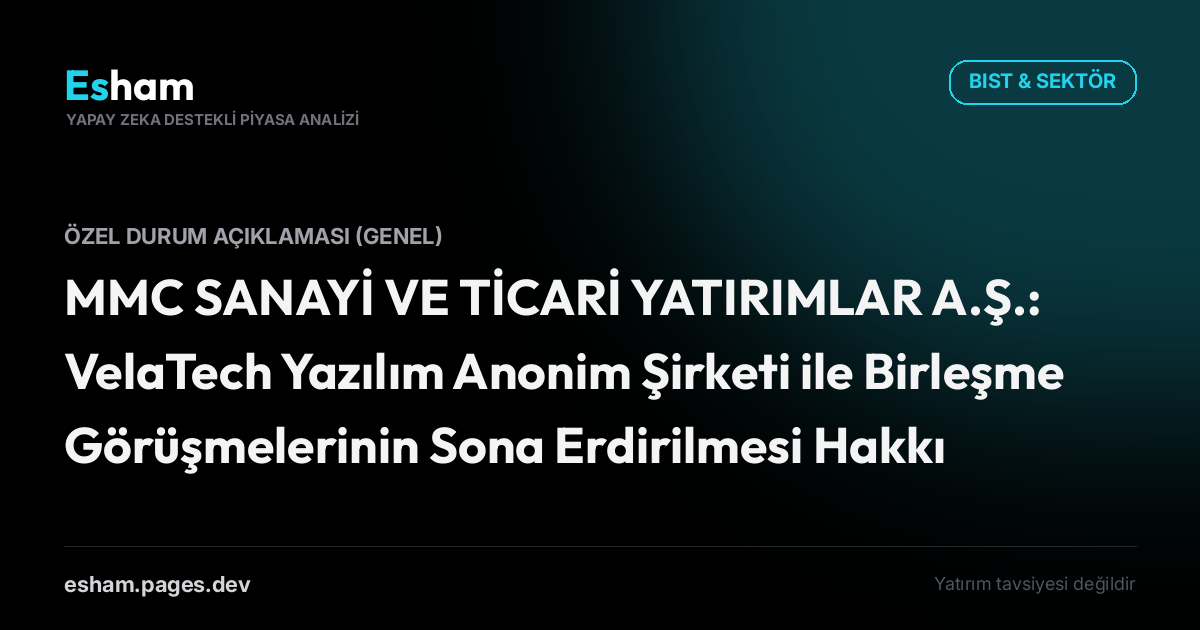 Esham
BIST & SEKTÖR
YAPAY ZEKA DESTEKLİ PİYASA ANALİZİ
ÖZEL DURUM AÇIKLAMASI (GENEL)
MMC SANAYİ VE TİCARİ YATIRIMLAR A.Ş.:
VelaTech Yazılım Anonim Şirketi ile Birleşme
Görüşmelerinin Sona Erdirilmesi Hakkı
esham.pages.dev
Yatırım tavsiyesi değildir